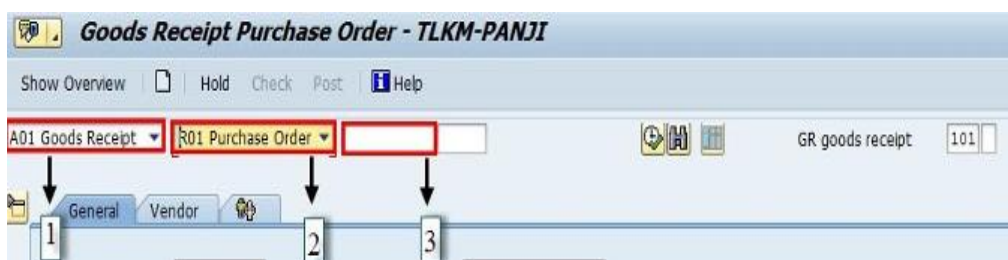 Goods Receipt Purchase Order - TLKM-PANJI
Show Overview Hold Check Post Help
A01 Goods Receipt R01 Purchase Order GR goods receipt 101
General Vendor
1 2 3